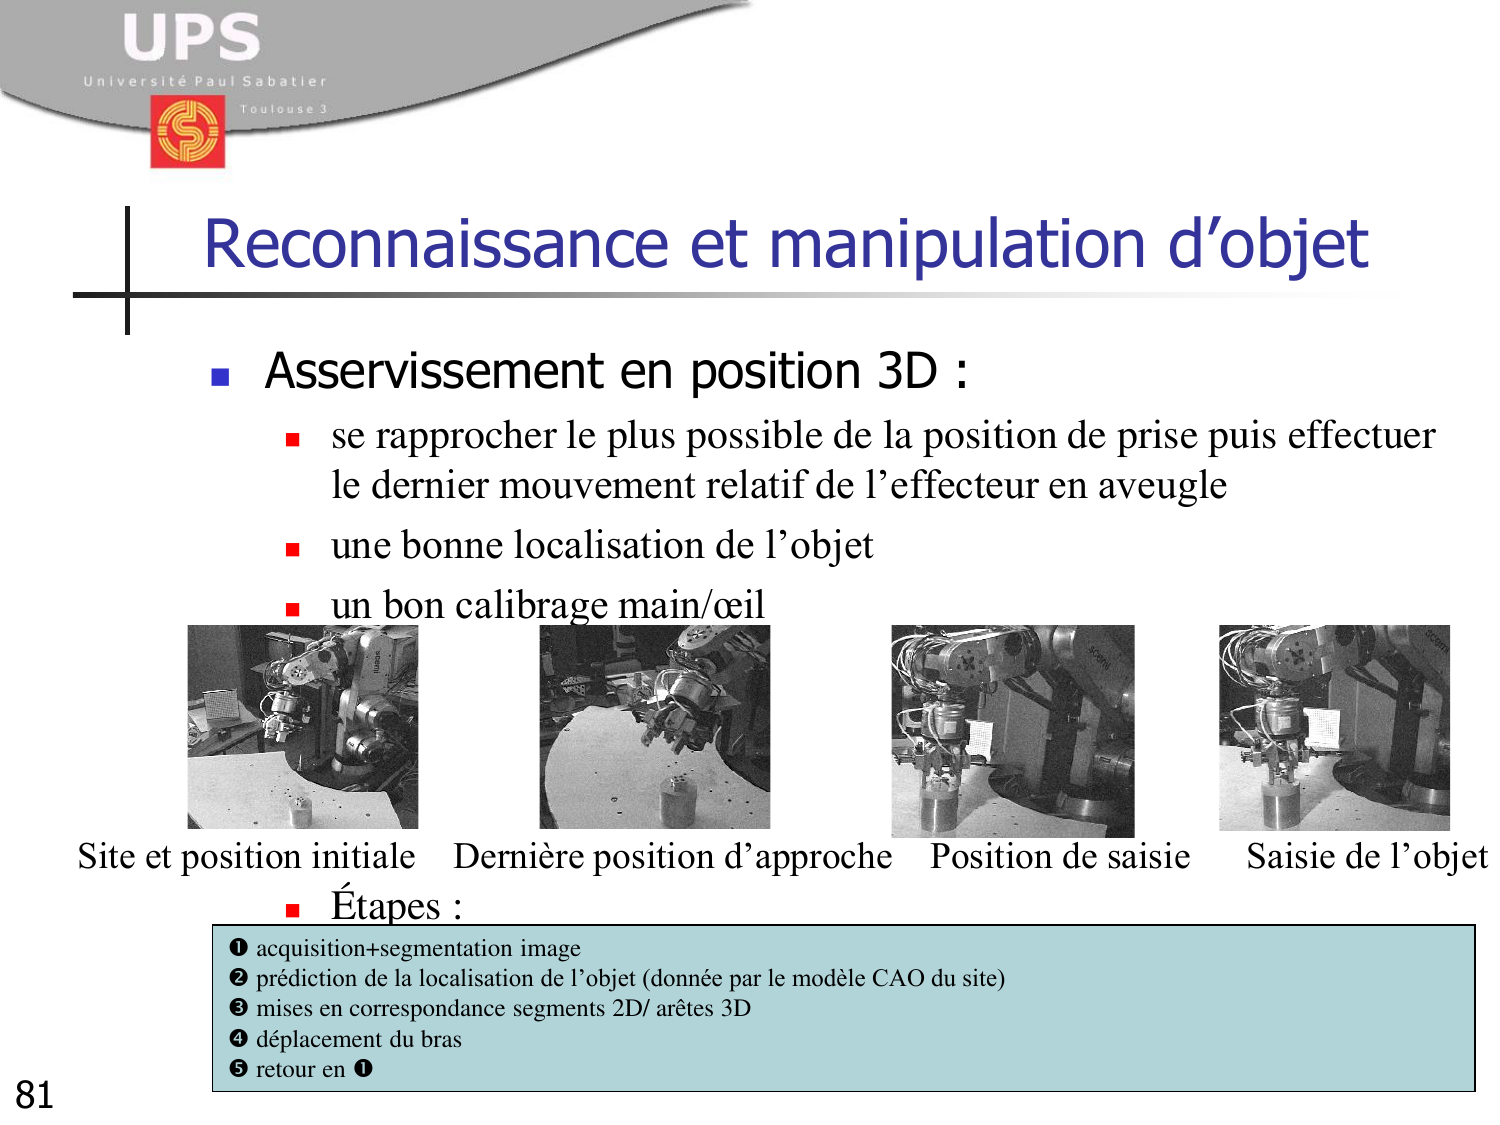 UPS
Université Paul Sabatier
Toulouse 3
Reconnaissance et manipulation d’objet
Asservissement en position 3D :
se rapprocher le plus possible de la position de prise puis effectuer
le dernier mouvement relatif de l’effecteur en aveugle
une bonne localisation de l’objet
un bon calibrage main/œil
Site et position initiale
Dernière position d’approche
Position de saisie
Saisie de l’objet
Étapes :
❶ acquisition+segmentation image
❷ prédiction de la localisation de l’objet (donnée par le modèle CAO du site)
❸ mises en correspondance segments 2D/ arêtes 3D
❹ déplacement du bras
❺ retour en ❶
81